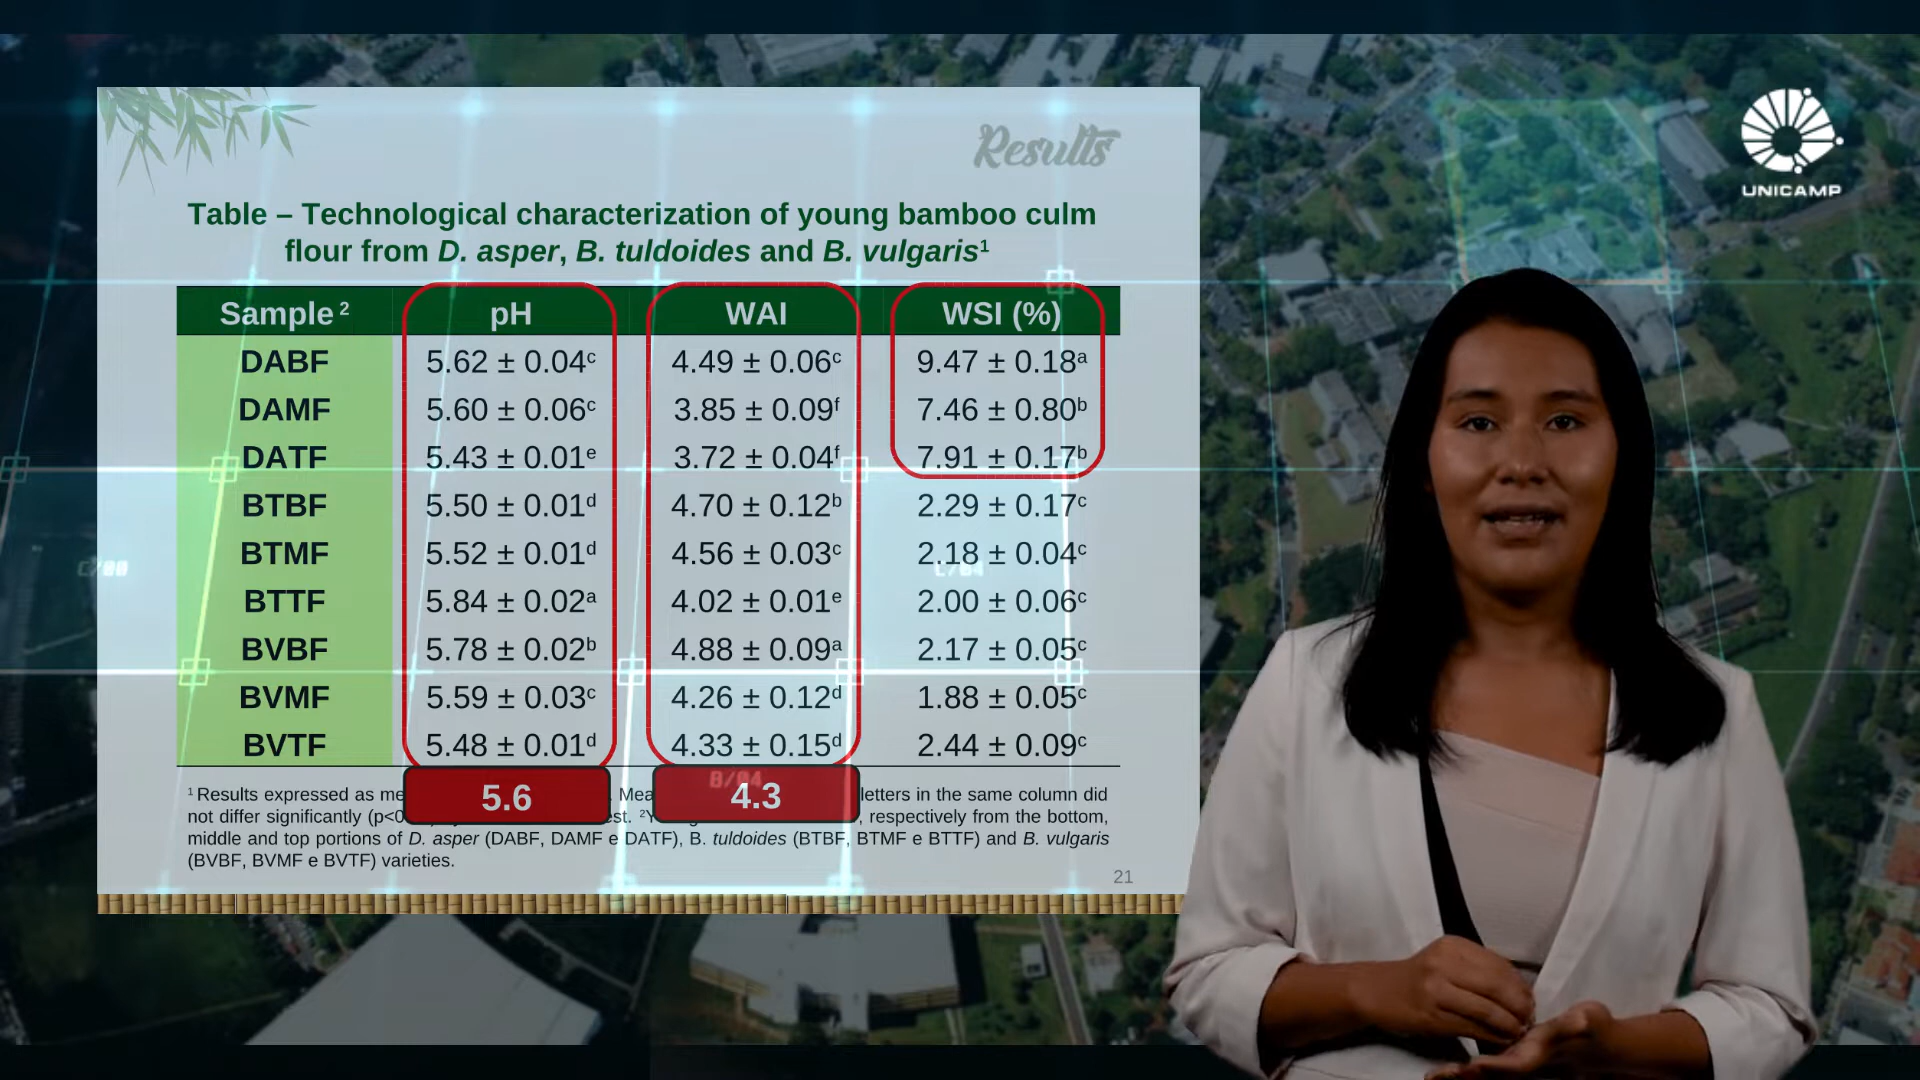 Results
UNICAMP
Table – Technological characterization of young bamboo culm
flour from D. asper, B. tuldoides and B. vulgaris¹
Sample ² pH WAI WSI (%)
DABF 5.62 ± 0.04ᶜ 4.49 ± 0.06ᶜ 9.47 ± 0.18ᵃ
DAMF 5.60 ± 0.06ᶜ 3.85 ± 0.09ᶠ 7.46 ± 0.80ᵇ
DATF 5.43 ± 0.01ᵉ 3.72 ± 0.04ᶠ 7.91 ± 0.17ᵇ
BTBF 5.50 ± 0.01ᵈ 4.70 ± 0.12ᵇ 2.29 ± 0.17ᶜ
BTMF 5.52 ± 0.01ᵈ 4.56 ± 0.03ᶜ 2.18 ± 0.04ᶜ
BTTF 5.84 ± 0.02ᵃ 4.02 ± 0.01ᵉ 2.00 ± 0.06ᶜ
BVBF 5.78 ± 0.02ᵇ 4.88 ± 0.09ᵃ 2.17 ± 0.05ᶜ
BVMF 5.59 ± 0.03ᶜ 4.26 ± 0.12ᵈ 1.88 ± 0.05ᶜ
BVTF 5.48 ± 0.01ᵈ 4.33 ± 0.15ᵈ 2.44 ± 0.09ᶜ
5.6 4.3
¹ Results expressed as letters in the same column did
not differ significantly , respectively from the bottom,
middle and top portions of D. asper (DABF, DAMF e DATF), B. tuldoides (BTBF, BTMF e BTTF) and B. vulgaris
(BVBF, BVMF e BVTF) varieties.
21